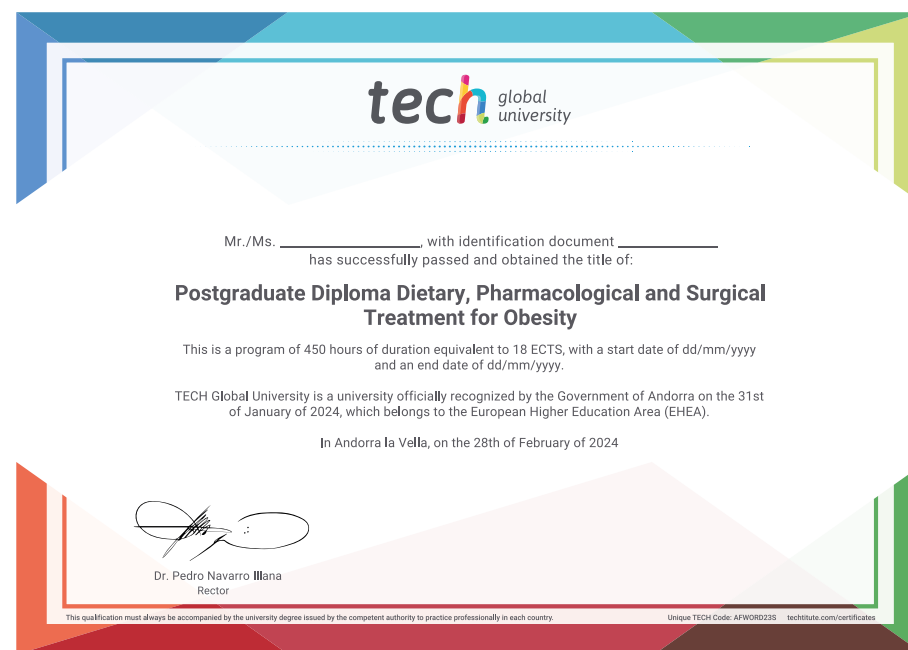 tech global university
Mr./Ms. ____________, with identification document ____________
has successfully passed and obtained the title of:
Postgraduate Diploma Dietary, Pharmacological and Surgical
Treatment for Obesity
This is a program of 450 hours of duration equivalent to 18 ECTS, with a start date of dd/mm/yyyy
and an end date of dd/mm/yyyy.
TECH Global University is a university officially recognized by the Government of Andorra on the 31st
of January of 2024, which belongs to the European Higher Education Area (EHEA).
In Andorra la Vella, on the 28th of February of 2024
Dr. Pedro Navarro Illana
Rector
This qualification must always be accompanied by the university degree issued by the competent authority to practice professionally in each country. Unique TECH Code: AFWORD23S techtitute.com/certificates